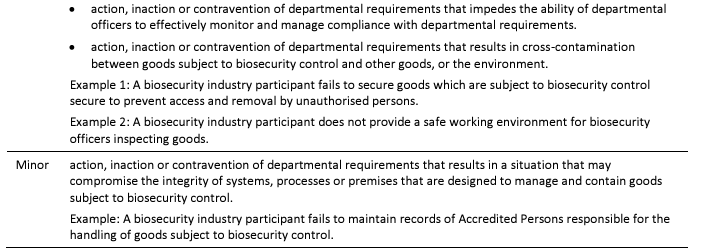 • action, inaction or contravention of departmental requirements that impedes the ability of departmental
officers to effectively monitor and manage compliance with departmental requirements.
• action, inaction or contravention of departmental requirements that results in cross-contamination
between goods subject to biosecurity control and other goods, or the environment.
Example 1: A biosecurity industry participant fails to secure goods which are subject to biosecurity control
secure to prevent access and removal by unauthorised persons.
Example 2: A biosecurity industry participant does not provide a safe working environment for biosecurity
officers inspecting goods.
Minor action, inaction or contravention of departmental requirements that results in a situation that may
compromise the integrity of systems, processes or premises that are designed to manage and contain goods
subject to biosecurity control.
Example: A biosecurity industry participant fails to maintain records of Accredited Persons responsible for the
handling of goods subject to biosecurity control.